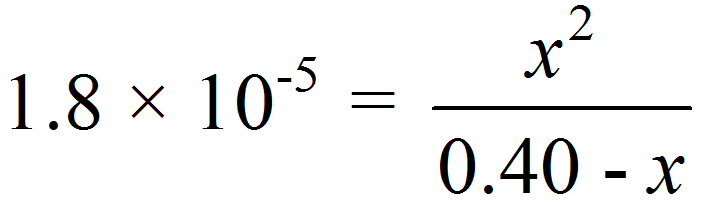 1.8 × 10⁻⁵ = x² / (0.40 - x)